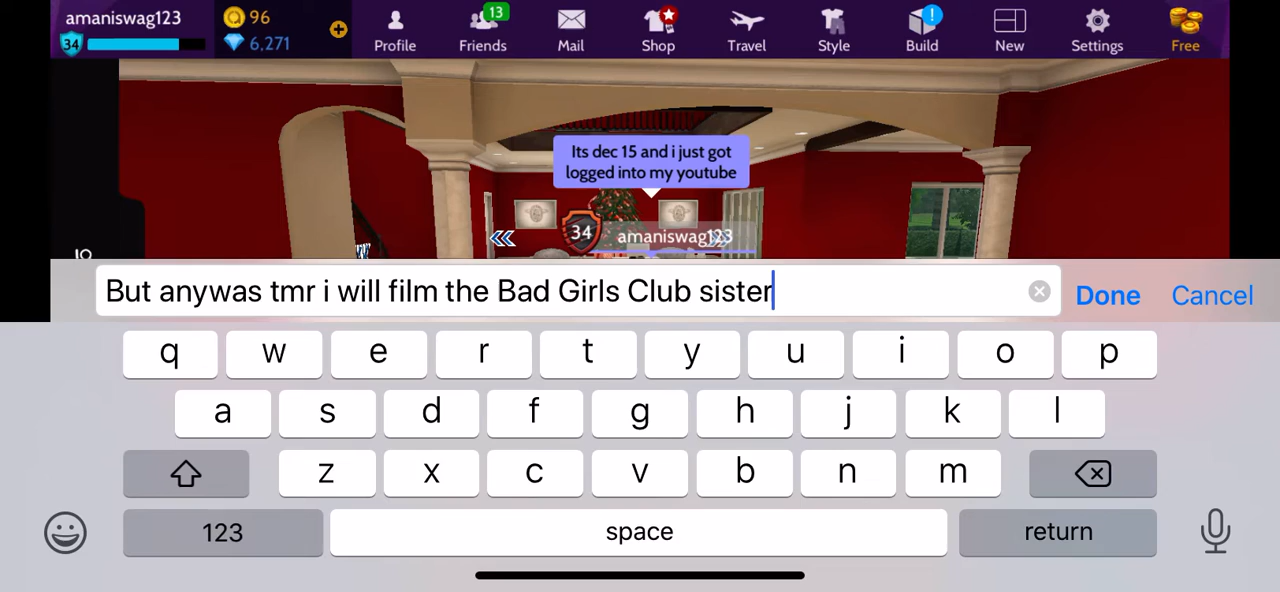 amaniswag123
34
96
6,271
13
Profile
Friends
Mail
Shop
Travel
Style
!
Build
New
Settings
Free
Its dec 15 and i just got
logged into my youtube
34
amaniswag123
But anywas tmr i will film the Bad Girls Club sister
Done
Cancel
q w e r t y u i o p
a s d f g h j k l
z x c v b n m
123
space
return